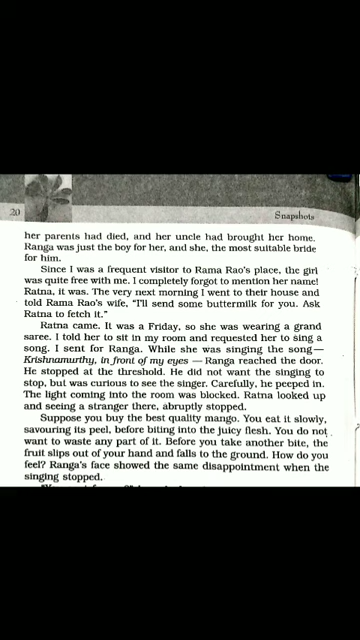 20
Snapshots
her parents had died, and her uncle had brought her home.
Ranga was just the boy for her, and she, the most suitable bride
for him.
Since I was a frequent visitor to Rama Rao's place, the girl
was quite free with me. I completely forgot to mention her name!
Ratna, it was. The very next morning I went to their house and
told Rama Rao's wife, "I'll send some buttermilk for you. Ask
Ratna to fetch it."
Ratna came. It was a Friday, so she was wearing a grand
saree. I told her to sit in my room and requested her to sing a
song. I sent for Ranga. While she was singing the song—
Krishnamurthy, in front of my eyes — Ranga reached the door.
He stopped at the threshold. He did not want the singing to
stop, but was curious to see the singer. Carefully, he peeped in.
The light coming into the room was blocked. Ratna looked up
and seeing a stranger there, abruptly stopped.
Suppose you buy the best quality mango. You eat it slowly,
savouring its peel, before biting into the juicy flesh. You do not
want to waste any part of it. Before you take another bite, the
fruit slips out of your hand and falls to the ground. How do you
feel? Ranga's face showed the same disappointment when the
singing stopped.